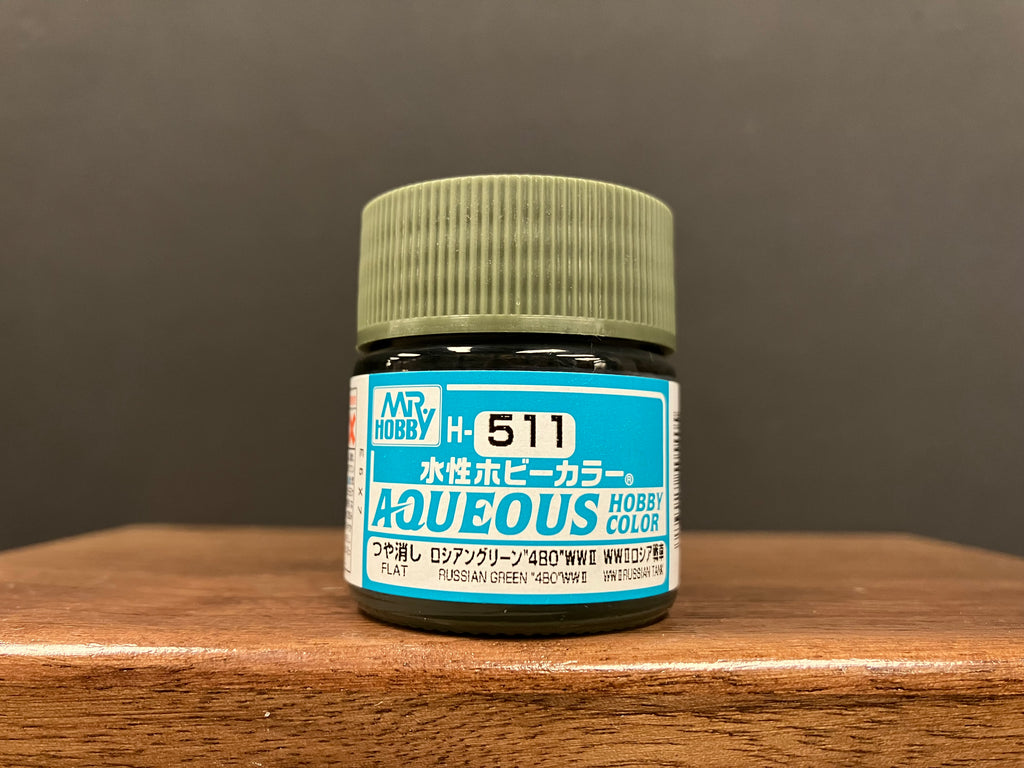 MR.
HOBBY
H-511
水性ホビーカラー®
AQUEOUS HOBBY COLOR
つや消し ロシアングリーン"4BO"WWⅡ WWⅡロシア戦車
FLAT RUSSIAN GREEN "4BO"WWⅡ WWⅡRUSSIAN TANK